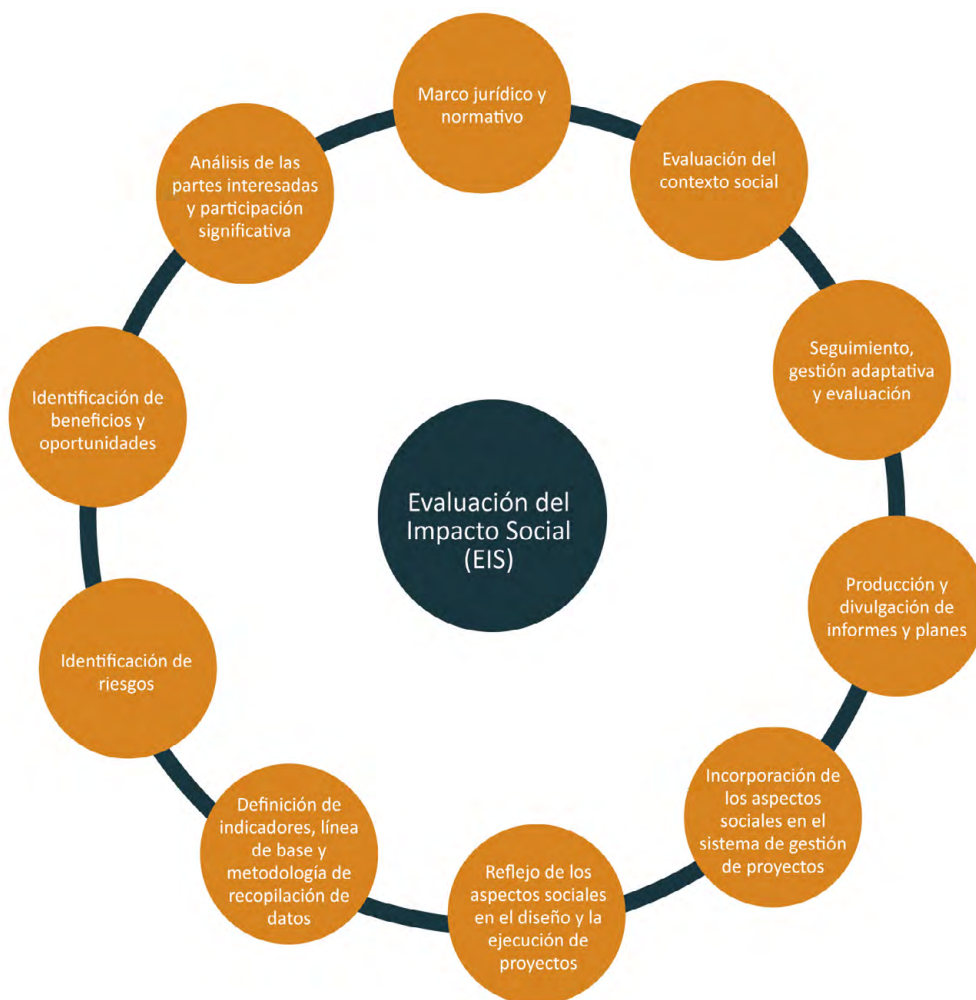 Marco jurídico y
normativo
Evaluación del
contexto social
Seguimiento,
gestión adaptativa
y evaluación
Producción y
divulgación de
informes y planes
Incorporación de
los aspectos
sociales en el
sistema de gestión
de proyectos
Reflejo de los
aspectos sociales
en el diseño y la
ejecución de
proyectos
Definición de
indicadores, línea
de base y
metodología de
recopilación de
datos
Identificación de
riesgos
Identificación de
beneficios y
oportunidades
Análisis de las
partes interesadas
y participación
significativa
Evaluación del
Impacto Social
(EIS)